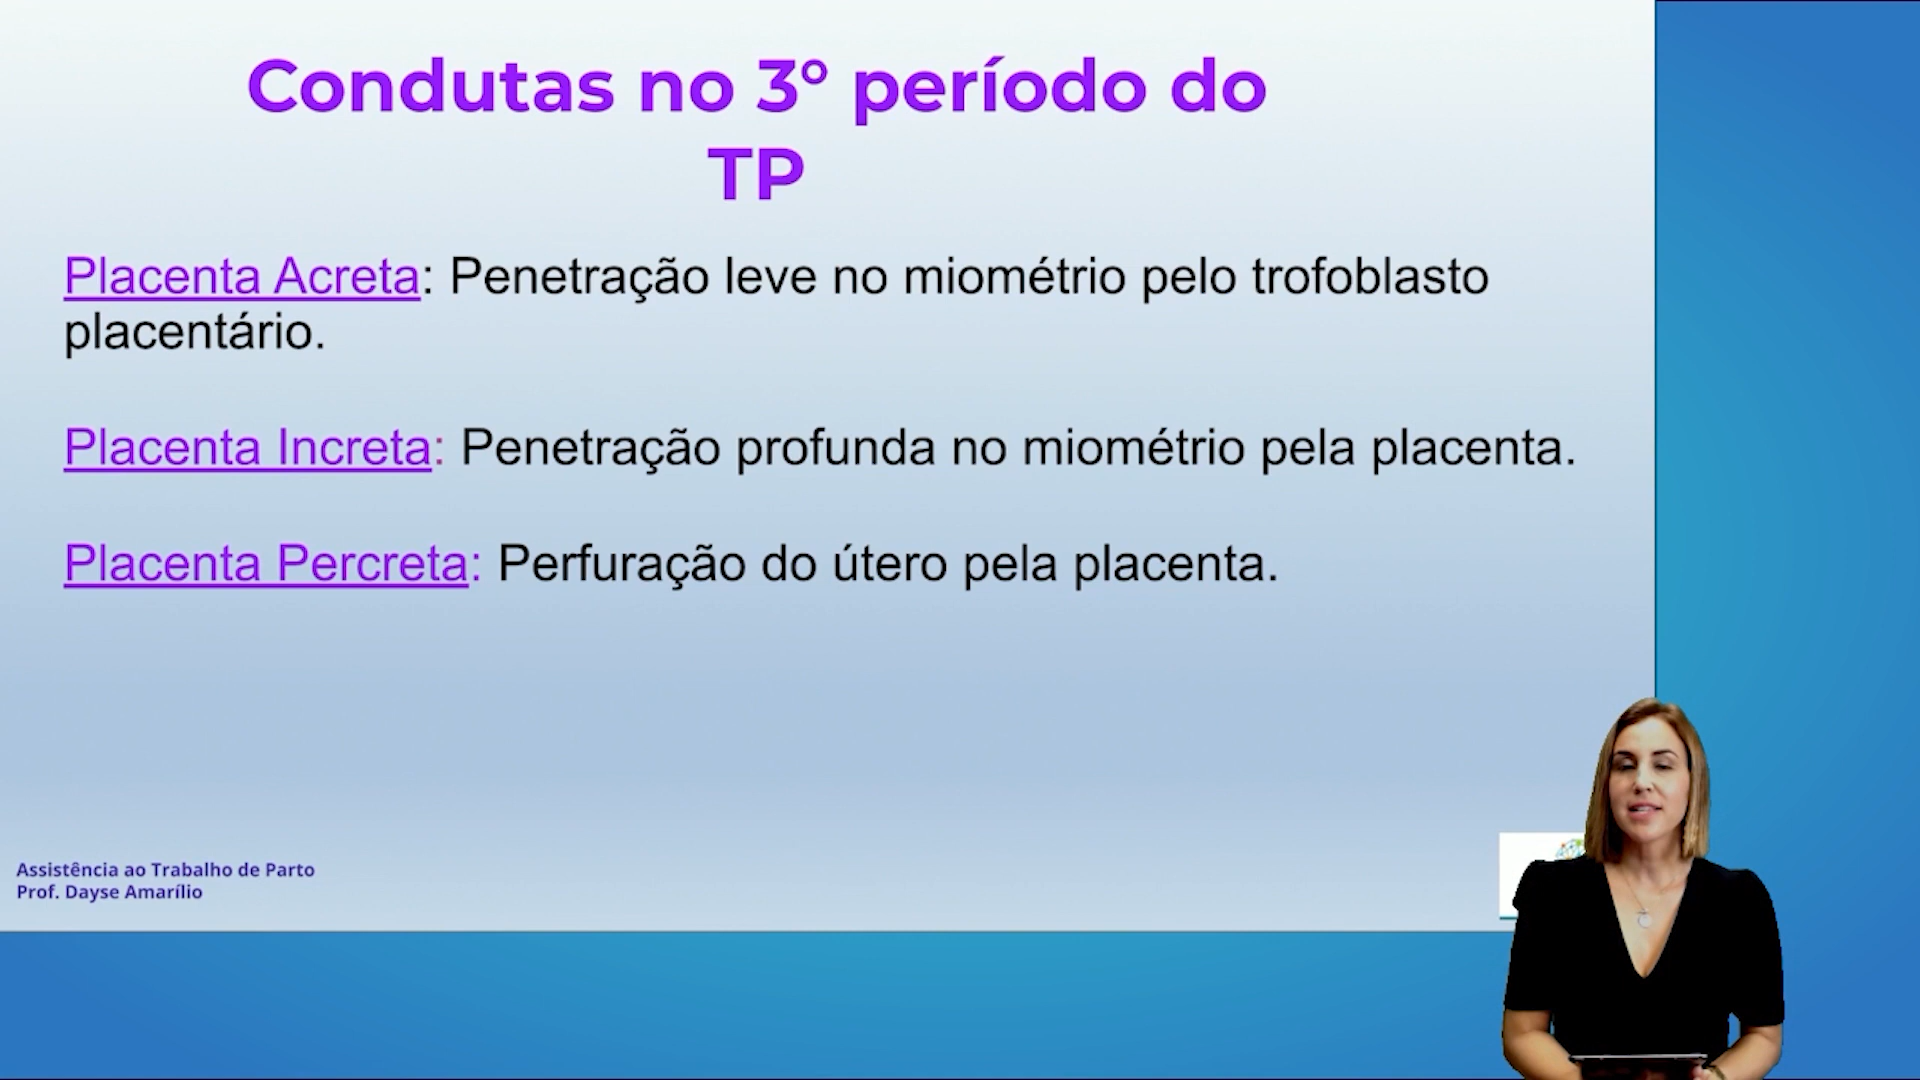 Condutas no 3º período do
TP
Placenta Acreta: Penetração leve no miométrio pelo trofoblasto
placentário.
Placenta Increta: Penetração profunda no miométrio pela placenta.
Placenta Percreta: Perfuração do útero pela placenta.
Assistência ao Trabalho de Parto
Prof. Dayse Amarílio